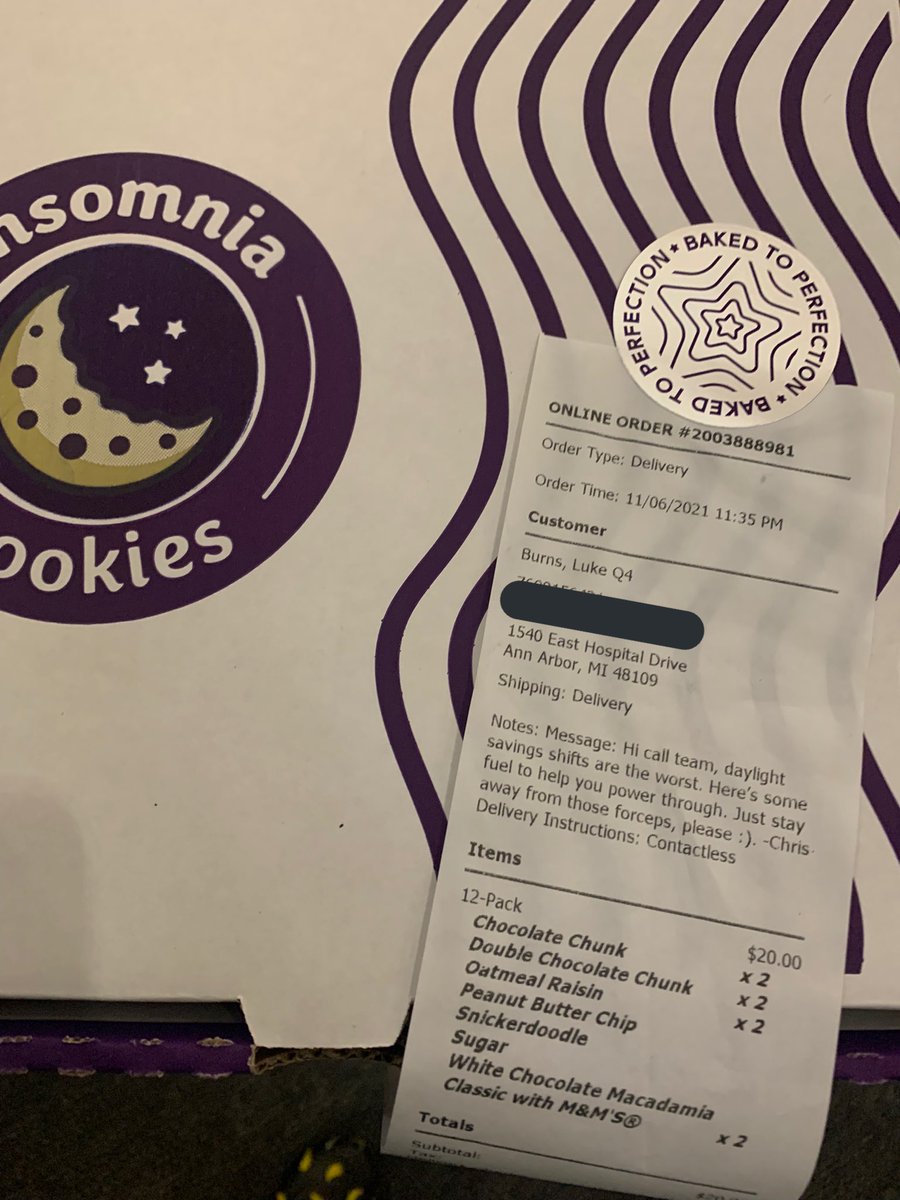 nsomnia
ookies
BAKED TO PERFECTION * BAKED TO PERFECTION *
ONLINE ORDER #2003888981
Order Type: Delivery
Order Time: 11/06/2021 11:35 PM
Customer
Burns, Luke Q4
1540 East Hospital Drive
Ann Arbor, MI 48109
Shipping: Delivery
Notes: Message: Hi call team, daylight
savings shifts are the worst. Here's some
fuel to help you power through. Just stay
away from those forceps, please :). -Chris
Delivery Instructions: Contactless
Items
12-Pack $20.00
Chocolate Chunk x 2
Double Chocolate Chunk x 2
Oatmeal Raisin x 2
Peanut Butter Chip
Snickerdoodle
Sugar
White Chocolate Macadamia
Classic with M&M'S® x 2
Totals
Subtotal:
Tax: